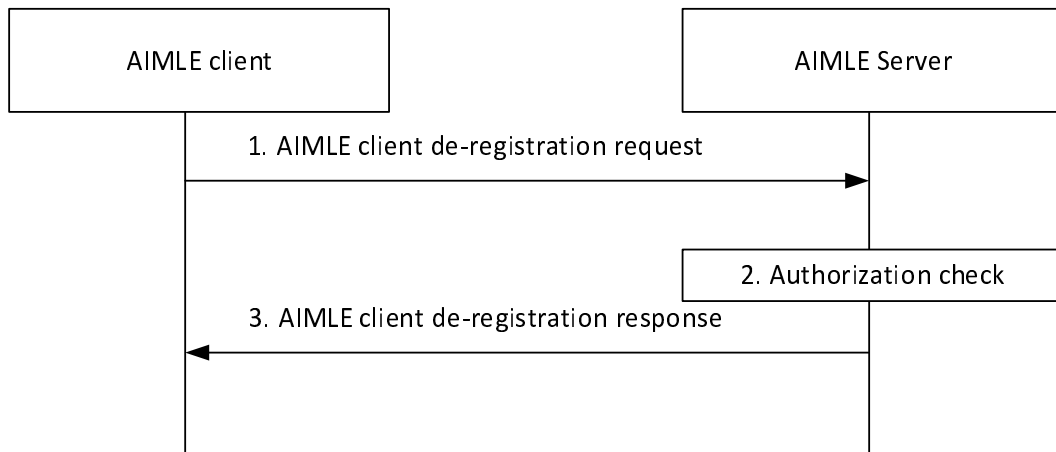 AIMLE client
AIMLE Server
1. AIMLE client de-registration request
2. Authorization check
3. AIMLE client de-registration response